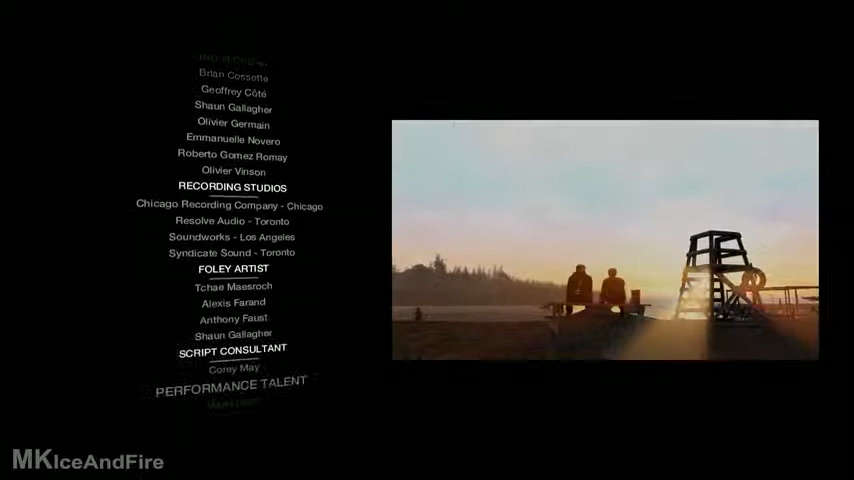 Brian Cossette
Geoffrey Côté
Shaun Gallagher
Olivier Germain
Emmanuelle Novero
Roberto Gomez Romay
Olivier Vinson
RECORDING STUDIOS
Chicago Recording Company - Chicago
Resolve Audio - Toronto
Soundworks - Los Angeles
Syndicate Sound - Toronto
FOLEY ARTIST
Tchae Maesroch
Alexis Farand
Anthony Faust
Shaun Gallagher
SCRIPT CONSULTANT
Corey May
PERFORMANCE TALENT
MKIceAndFire